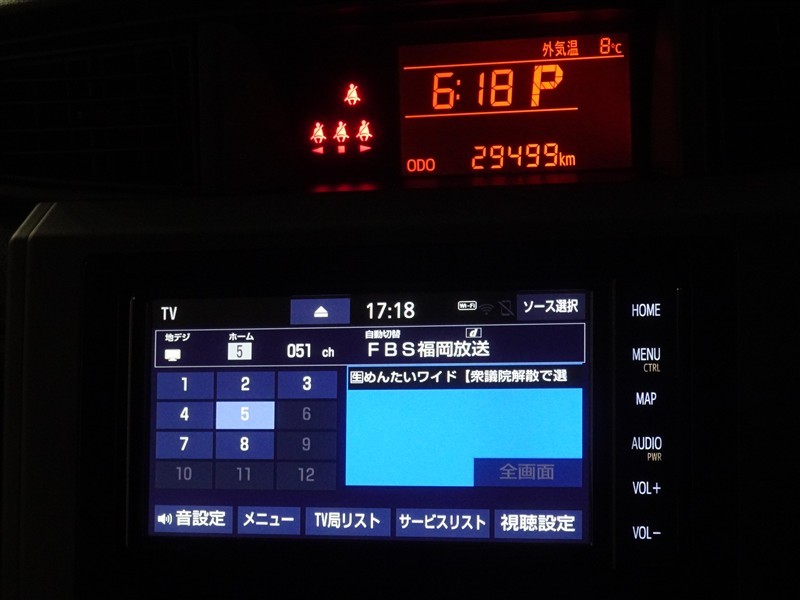 外気温 8℃
6:18 P
ODO 29499km
TV 17:18 Wi-Fi ソース選択
地デジ ホーム 自動切替 d
5 051 ch FBS福岡放送
1 2 3
生めんたいワイド【衆議院解散で選
4 5 6
7 8 9
10 11 12
全画面
音設定 メニュー TV局リスト サービスリスト 視聴設定
HOME
MENU
CTRL
MAP
AUDIO
PWR
VOL+
VOL−